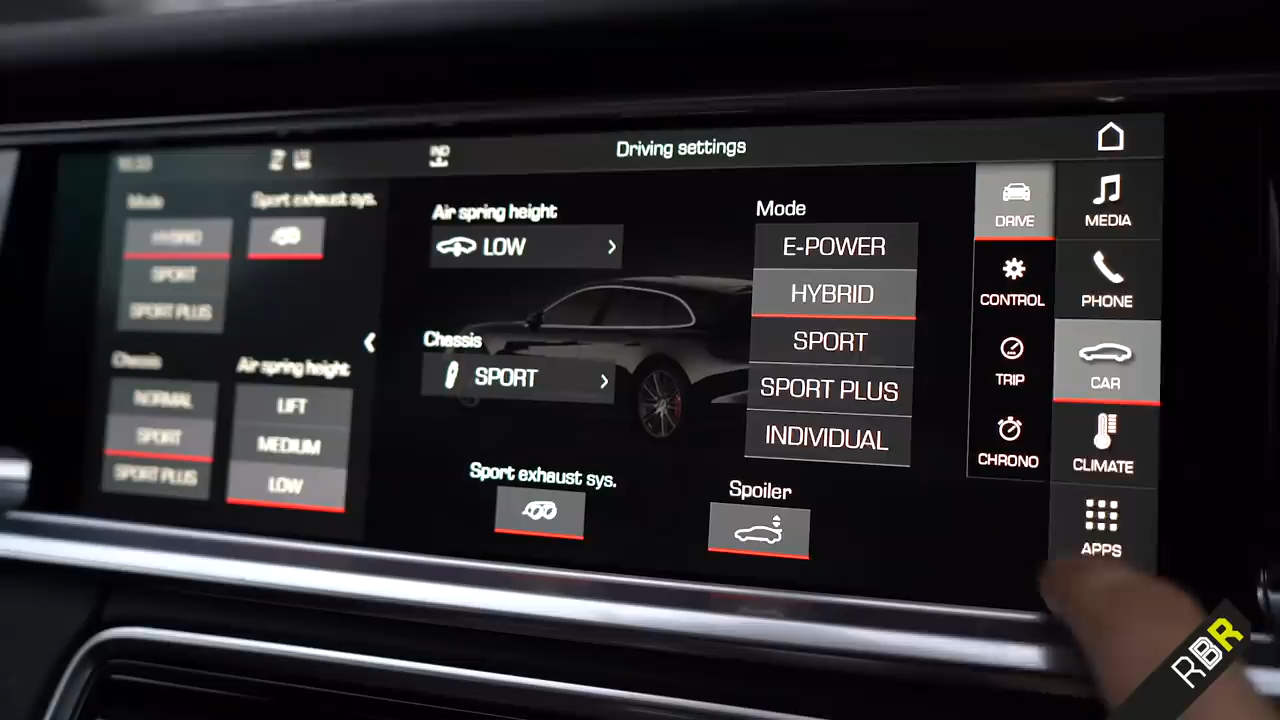 Driving settings
Mode
HYBRID
SPORT
SPORT PLUS
Sport exhaust sys.
Chassis
NORMAL
SPORT
SPORT PLUS
Air spring height
LIFT
MEDIUM
LOW
Air spring height
LOW
Chassis
SPORT
Sport exhaust sys.
Mode
E-POWER
HYBRID
SPORT
SPORT PLUS
INDIVIDUAL
Spoiler
DRIVE
CONTROL
TRIP
CHRONO
MEDIA
PHONE
CAR
CLIMATE
APPS
RBR